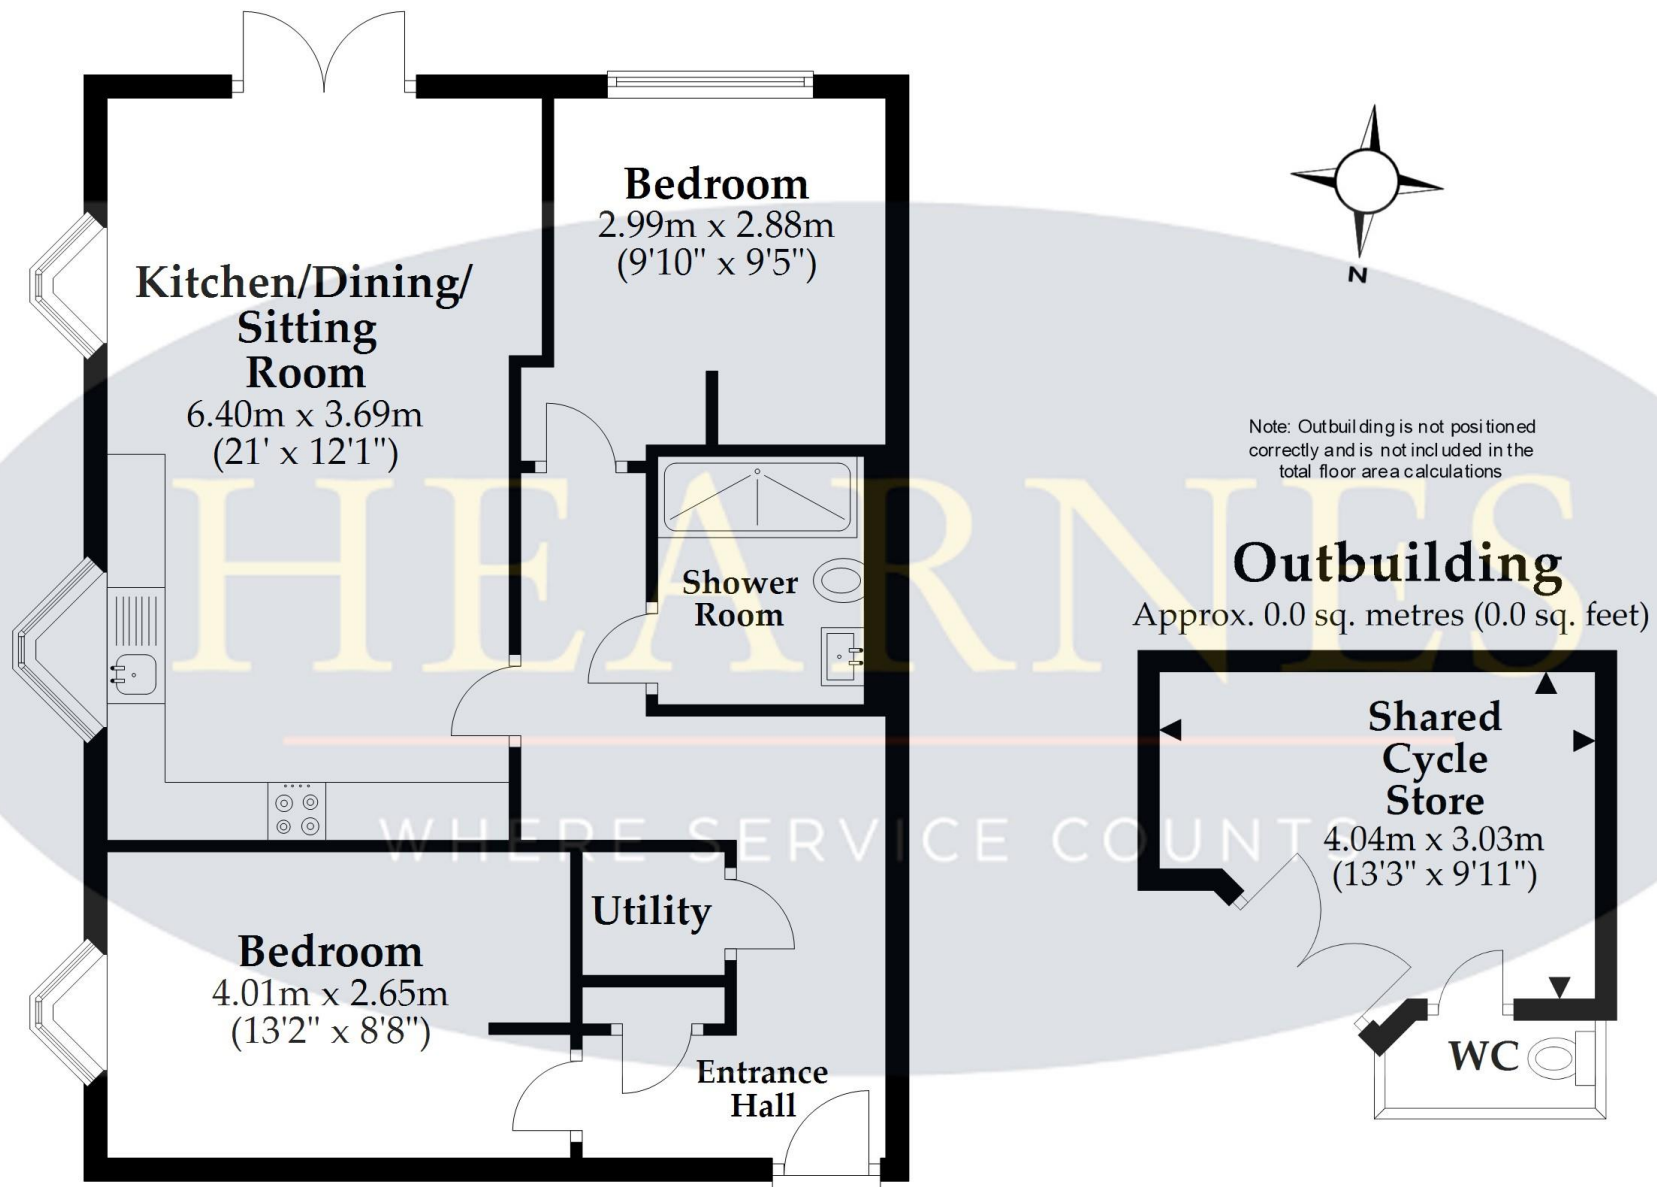 Bedroom
2.99m x 2.88m
(9'10" x 9'5")
Kitchen/Dining/
Sitting
Room
6.40m x 3.69m
(21' x 12'1")
N
Note: Outbuilding is not positioned
correctly and is not included in the
total floor area calculations
HEARNES
Shower
Room
Outbuilding
Approx. 0.0 sq. metres (0.0 sq. feet)
Shared
Cycle
Store
4.04m x 3.03m
(13'3" x 9'11")
WHERE SERVICE COUNTS
Utility
Bedroom
4.01m x 2.65m
(13'2" x 8'8")
Entrance
Hall
WC